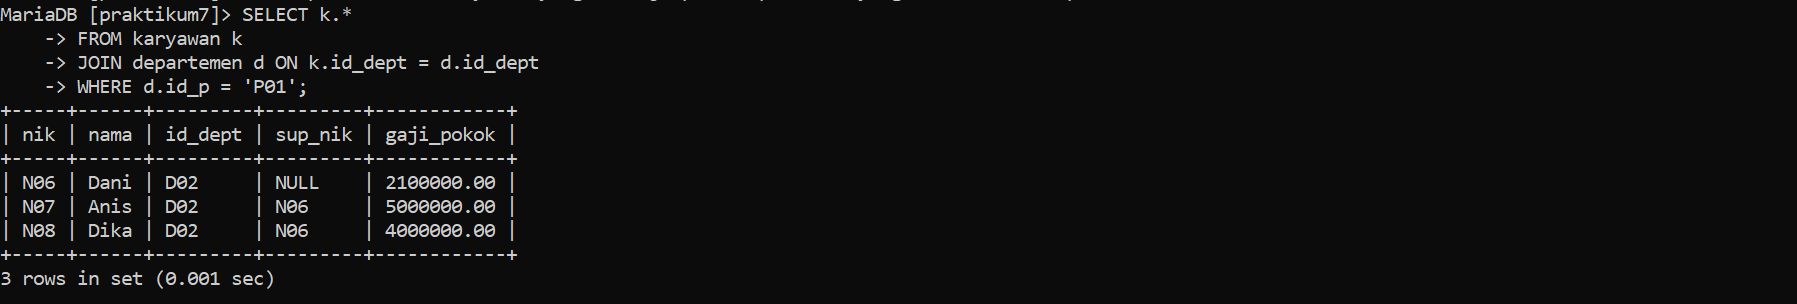 MariaDB [praktikum7]> SELECT k.*
    -> FROM karyawan k
    -> JOIN departemen d ON k.id_dept = d.id_dept
    -> WHERE d.id_p = 'P01';
+-----+------+---------+---------+------------+
| nik | nama | id_dept | sup_nik | gaji_pokok |
+-----+------+---------+---------+------------+
| N06 | Dani | D02     | NULL    | 2100000.00 |
| N07 | Anis | D02     | N06     | 5000000.00 |
| N08 | Dika | D02     | N06     | 4000000.00 |
+-----+------+---------+---------+------------+
3 rows in set (0.001 sec)